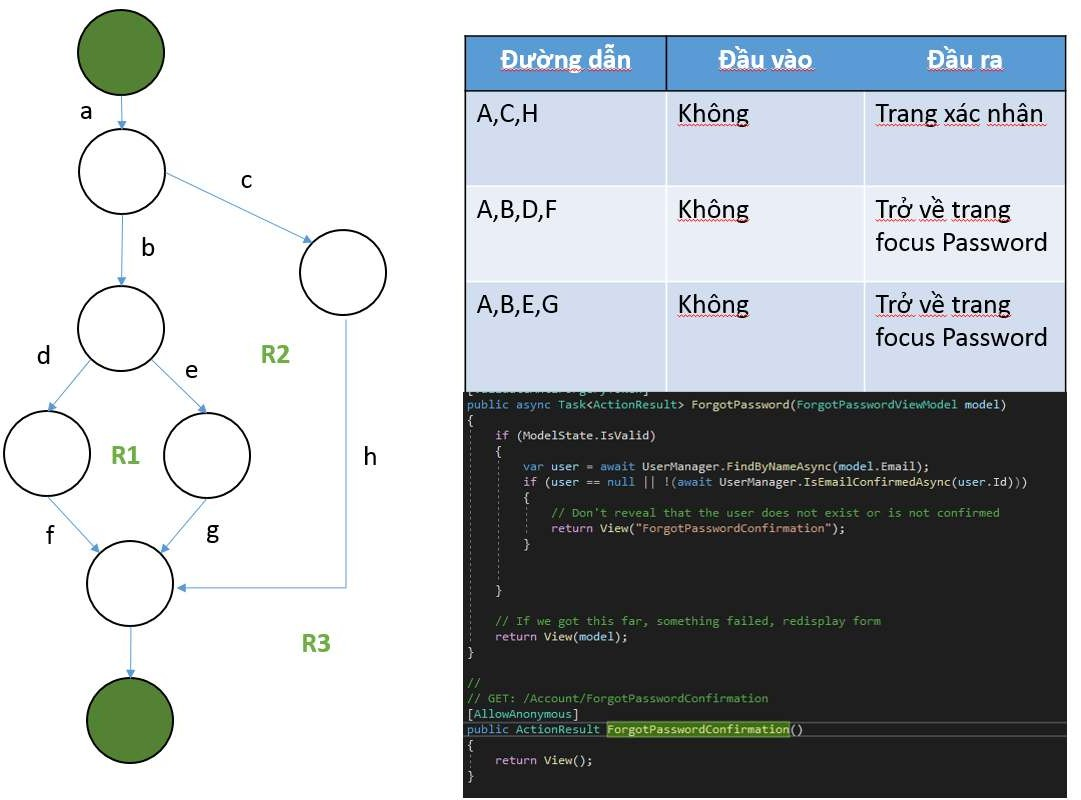 a
c
b
d
e
R2
R1
h
f
g
R3
Đường dẫn Đầu vào Đầu ra
A,C,H Không Trang xác nhận
A,B,D,F Không Trở về trang
focus Password
A,B,E,G Không Trở về trang
focus Password
public async Task<ActionResult> ForgotPassword(ForgotPasswordViewModel model)
{
if (ModelState.IsValid)
{
var user = await UserManager.FindByNameAsync(model.Email);
if (user == null || !(await UserManager.IsEmailConfirmedAsync(user.Id)))
{
// Don't reveal that the user does not exist or is not confirmed
return View("ForgotPasswordConfirmation");
}
}
// If we got this far, something failed, redisplay form
return View(model);
}
//
// GET: /Account/ForgotPasswordConfirmation
[AllowAnonymous]
public ActionResult ForgotPasswordConfirmation()
{
return View();
}